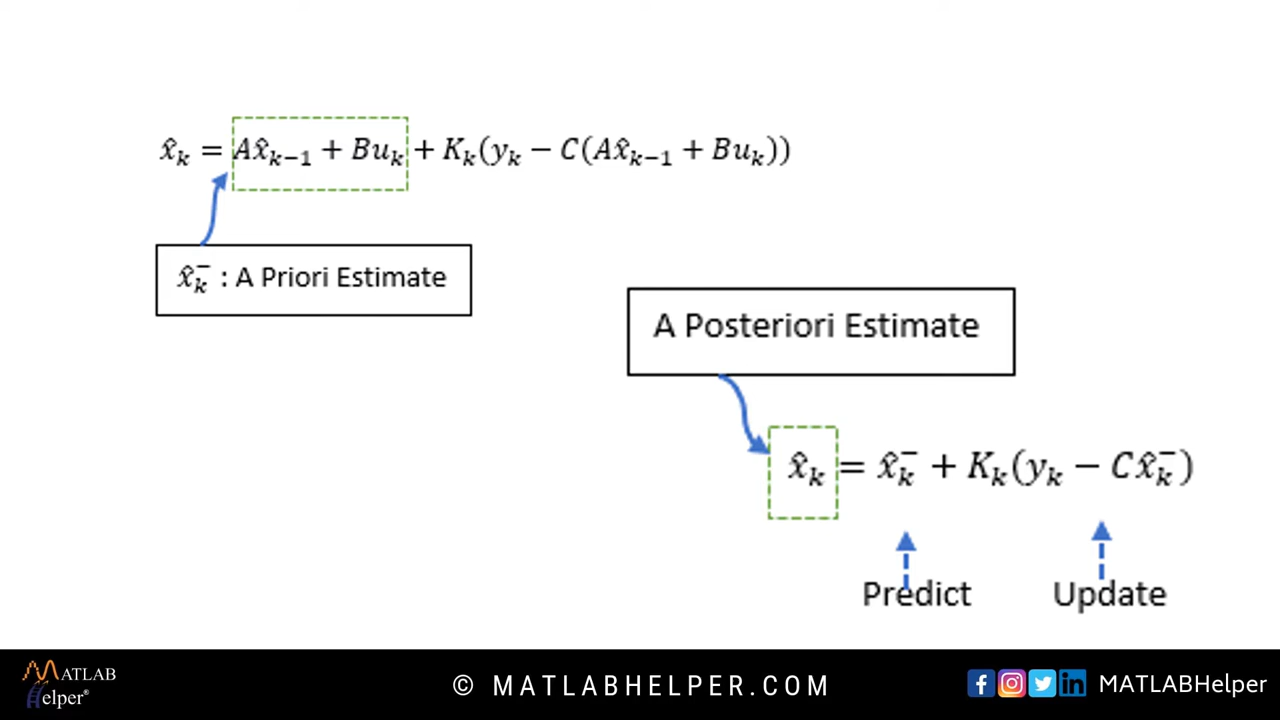 x̂ₖ = Ax̂ₖ₋₁ + Buₖ + Kₖ(yₖ − C(Ax̂ₖ₋₁ + Buₖ))
x̂ₖ⁻ : A Priori Estimate
A Posteriori Estimate
x̂ₖ = x̂ₖ⁻ + Kₖ(yₖ − Cx̂ₖ⁻)
Predict Update
MATLAB
Helper®
© MATLABHELPER.COM
MATLABHelper